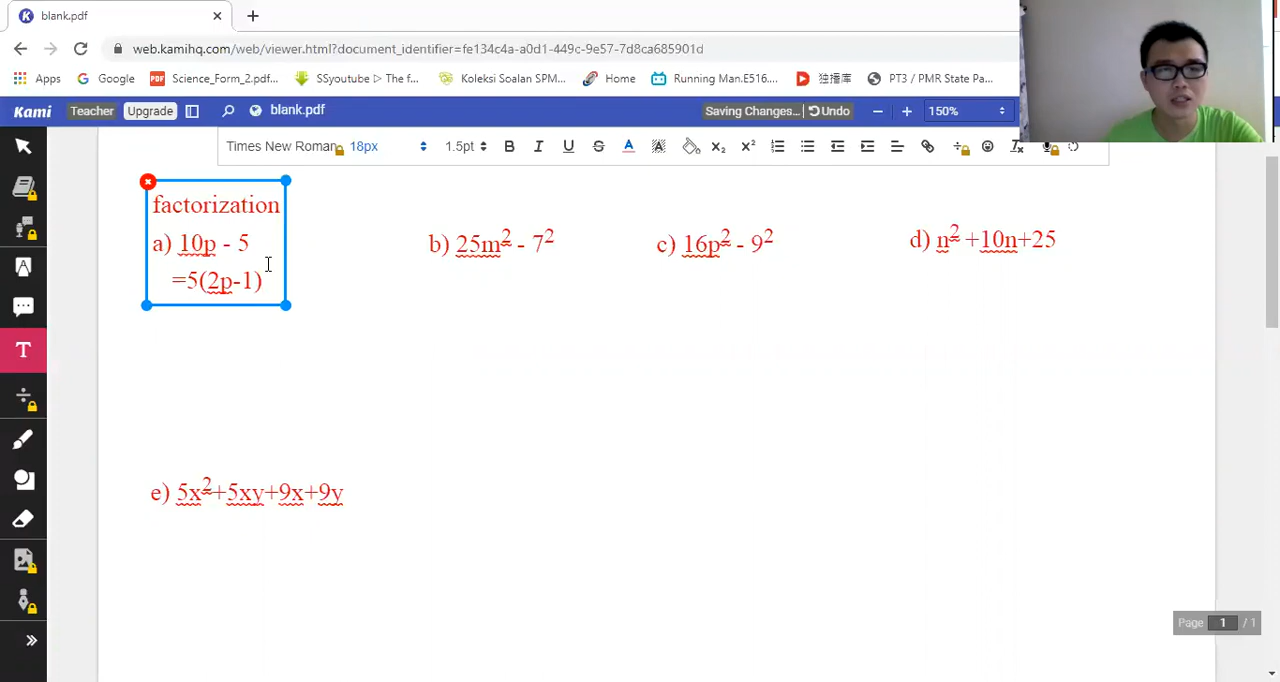 blank.pdf
web.kamihq.com/web/viewer.html?document_identifier=fe134c4a-a0d1-449c-9e57-7d8ca685901d
Apps Google Science_Form_2.pdf... SSyoutube ▷ The f... Koleksi Soalan SPM... Home Running Man.E516.... 独播库 PT3 / PMR State Pa...
Kami Teacher Upgrade blank.pdf Saving Changes... Undo 150%
Times New Roman 18px 1.5pt B I U S A
factorization
a) 10p - 5
=5(2p-1)
b) 25m² - 7²
c) 16p² - 9²
d) n² +10n+25
e) 5x²+5xy+9x+9y
Page 1 / 1